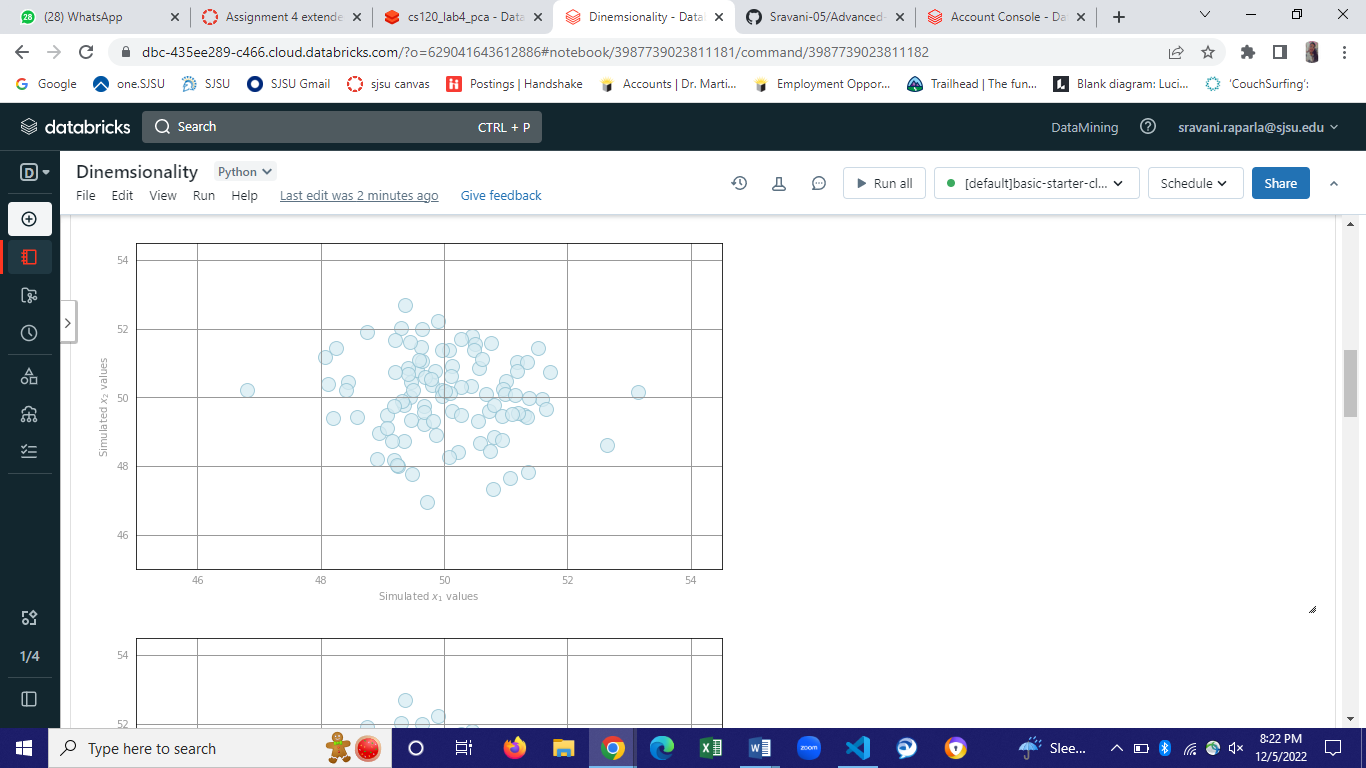 28
(28) WhatsApp
Assignment 4 extende
cs120_lab4_pca - Data
Dinemsionality - Datab
Sravani-05/Advanced-
Account Console - Da
dbc-435ee289-c466.cloud.databricks.com/?o=629041643612886#notebook/3987739023811181/command/3987739023811182
Google
one.SJSU
SJSU
SJSU Gmail
sjsu canvas
Postings | Handshake
Accounts | Dr. Marti...
Employment Oppor...
Trailhead | The fun...
Blank diagram: Luci...
'CouchSurfing':
databricks
Search
CTRL + P
DataMining
sravani.raparla@sjsu.edu
D
Dinemsionality
Python
File
Edit
View
Run
Help
Last edit was 2 minutes ago
Give feedback
Run all
[default]basic-starter-cl...
Schedule
Share
54
52
50
48
46
Simulated x₂ values
46
48
50
52
54
Simulated x₁ values
54
52
1/4
Type here to search
zoom
Slee...
8:22 PM
12/5/2022